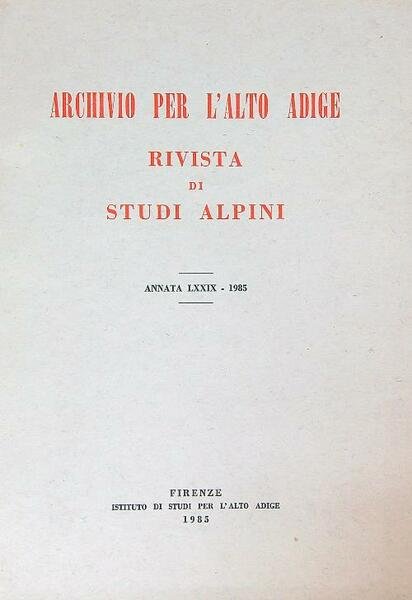 ARCHIVIO PER L'ALTO ADIGE
RIVISTA
DI
STUDI ALPINI
ANNATA LXXIX - 1985
FIRENZE
ISTITUTO DI STUDI PER L'ALTO ADIGE
1985